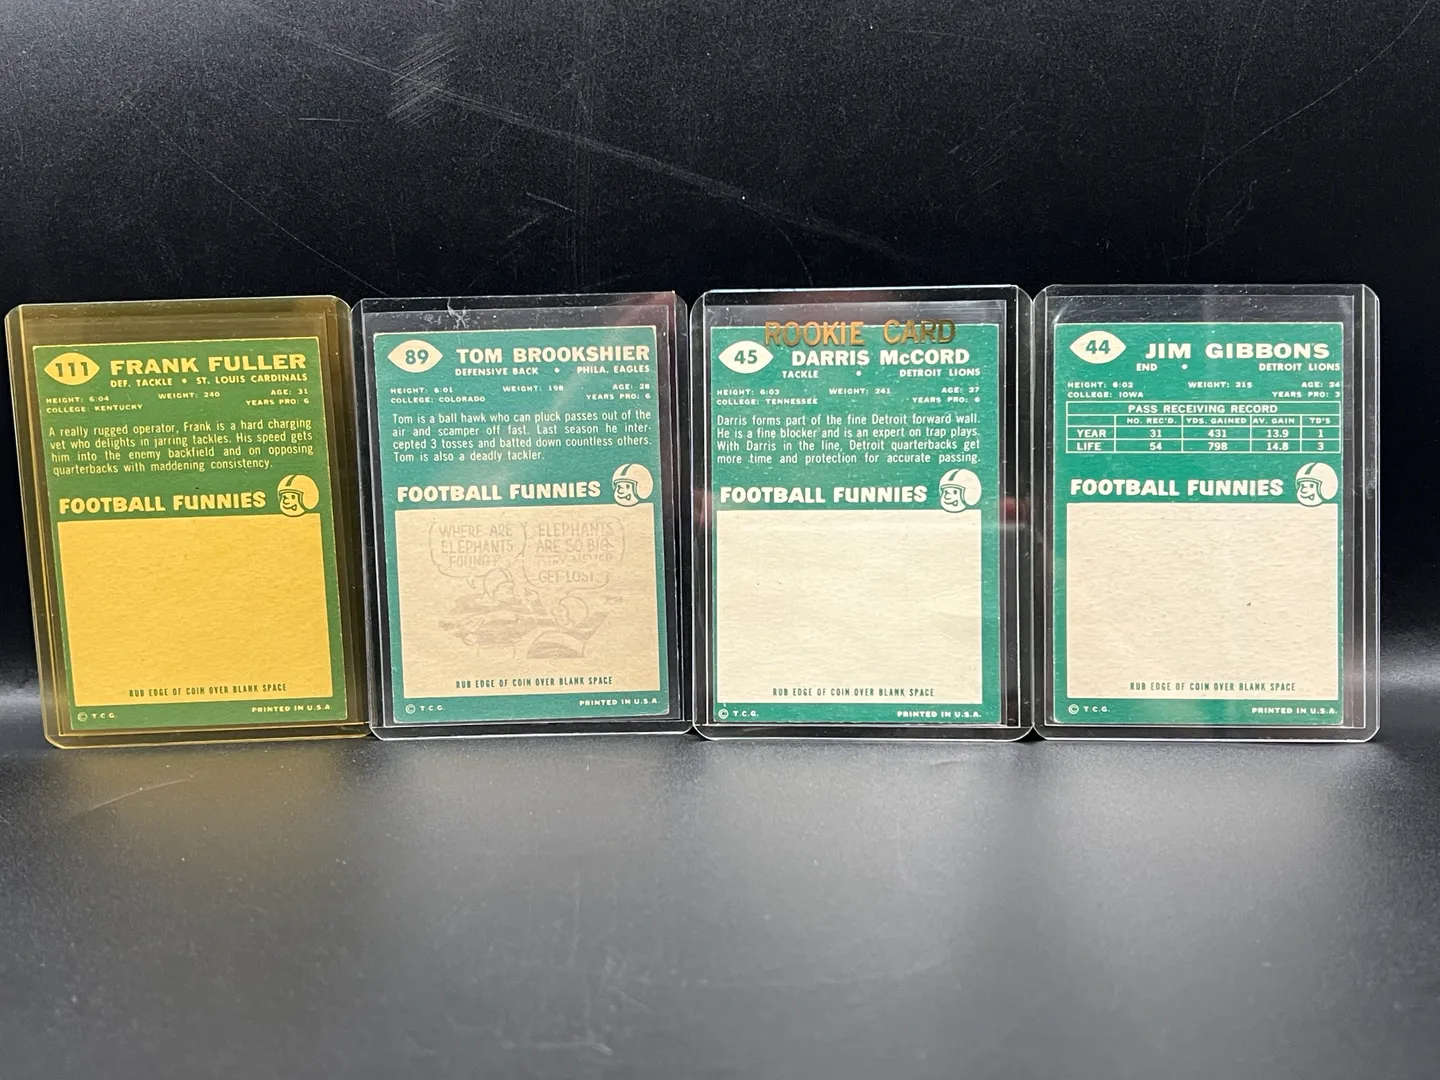 111 FRANK FULLER
DEF. TACKLE • ST. LOUIS CARDINALS
HEIGHT: 6:04 WEIGHT: 240 AGE: 31
COLLEGE: KENTUCKY YEARS PRO: 6
A really rugged operator, Frank is a hard charging
vet who delights in jarring tackles. His speed gets
him into the enemy backfield and on opposing
quarterbacks with maddening consistency.
FOOTBALL FUNNIES
RUB EDGE OF COIN OVER BLANK SPACE
© T.C.G. PRINTED IN U.S.A.
89 TOM BROOKSHIER
DEFENSIVE BACK • PHILA. EAGLES
HEIGHT: 6:01 WEIGHT: 198 AGE: 28
COLLEGE: COLORADO YEARS PRO: 6
Tom is a ball hawk who can pluck passes out of the
air and scamper off fast. Last season he inter-
cepted 3 tosses and batted down countless others.
Tom is also a deadly tackler.
FOOTBALL FUNNIES
WHERE ARE
ELEPHANTS
FOUND?
ELEPHANTS
ARE SO BIG
GET LOST.
RUB EDGE OF COIN OVER BLANK SPACE
© T.C.G. PRINTED IN U.S.A.
ROOKIE CARD
45 DARRIS McCORD
TACKLE • DETROIT LIONS
HEIGHT: 6:03 WEIGHT: 241 AGE: 27
COLLEGE: TENNESSEE YEARS PRO: 6
Darris forms part of the fine Detroit forward wall.
He is a fine blocker and is an expert on trap plays.
With Darris in the line, Detroit quarterbacks get
more time and protection for accurate passing.
FOOTBALL FUNNIES
RUB EDGE OF COIN OVER BLANK SPACE
© T.C.G. PRINTED IN U.S.A.
44 JIM GIBBONS
END • DETROIT LIONS
HEIGHT: 6:02 WEIGHT: 215 AGE: 24
COLLEGE: IOWA YEARS PRO: 3
PASS RECEIVING RECORD
NO. REC'D. YDS. GAINED AV. GAIN TD'S
YEAR 31 431 13.9 1
LIFE 54 798 14.8 3
FOOTBALL FUNNIES
RUB EDGE OF COIN OVER BLANK SPACE
© T.C.G. PRINTED IN U.S.A.